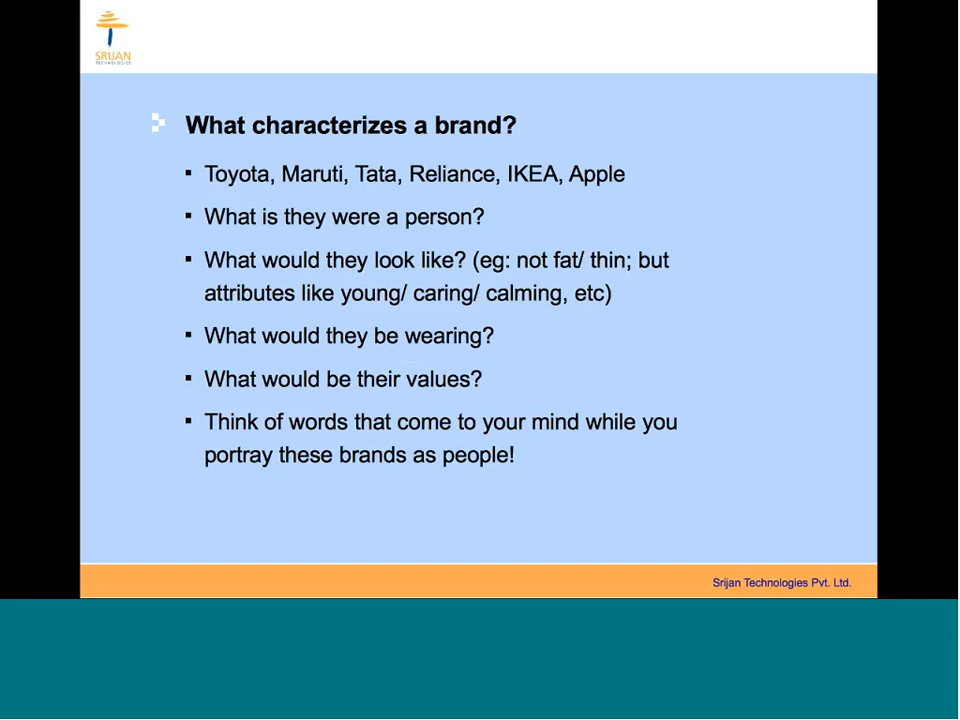 SRIJAN
TECHNOLOGIES
What characterizes a brand?
Toyota, Maruti, Tata, Reliance, IKEA, Apple
What is they were a person?
What would they look like? (eg: not fat/ thin; but
attributes like young/ caring/ calming, etc)
What would they be wearing?
What would be their values?
Think of words that come to your mind while you
portray these brands as people!
Srijan Technologies Pvt. Ltd.